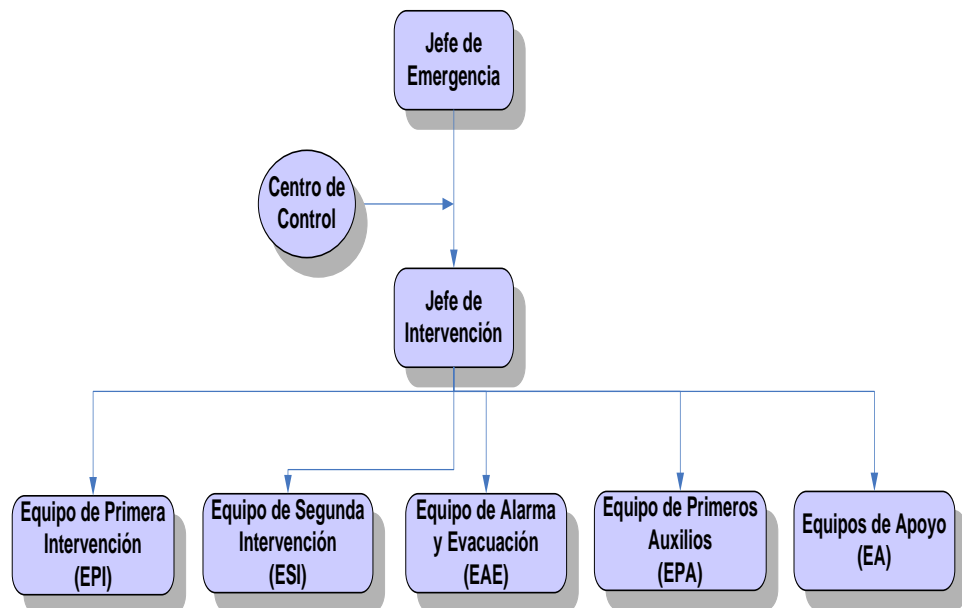 Jefe de
Emergencia
Centro de
Control
Jefe de
Intervención
Equipo de Primera
Intervención
(EPI)
Equipo de Segunda
Intervención
(ESI)
Equipo de Alarma
y Evacuación
(EAE)
Equipo de Primeros
Auxilios
(EPA)
Equipos de Apoyo
(EA)